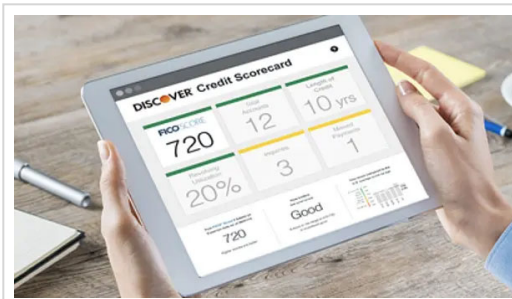 DISCOVER Credit Scorecard
FICO SCORE
720
Total
Accounts
12
Length of
Credit
10 yrs
Revolving
Utilization
20%
Inquiries
3
Missed
Payments
1
720
Good